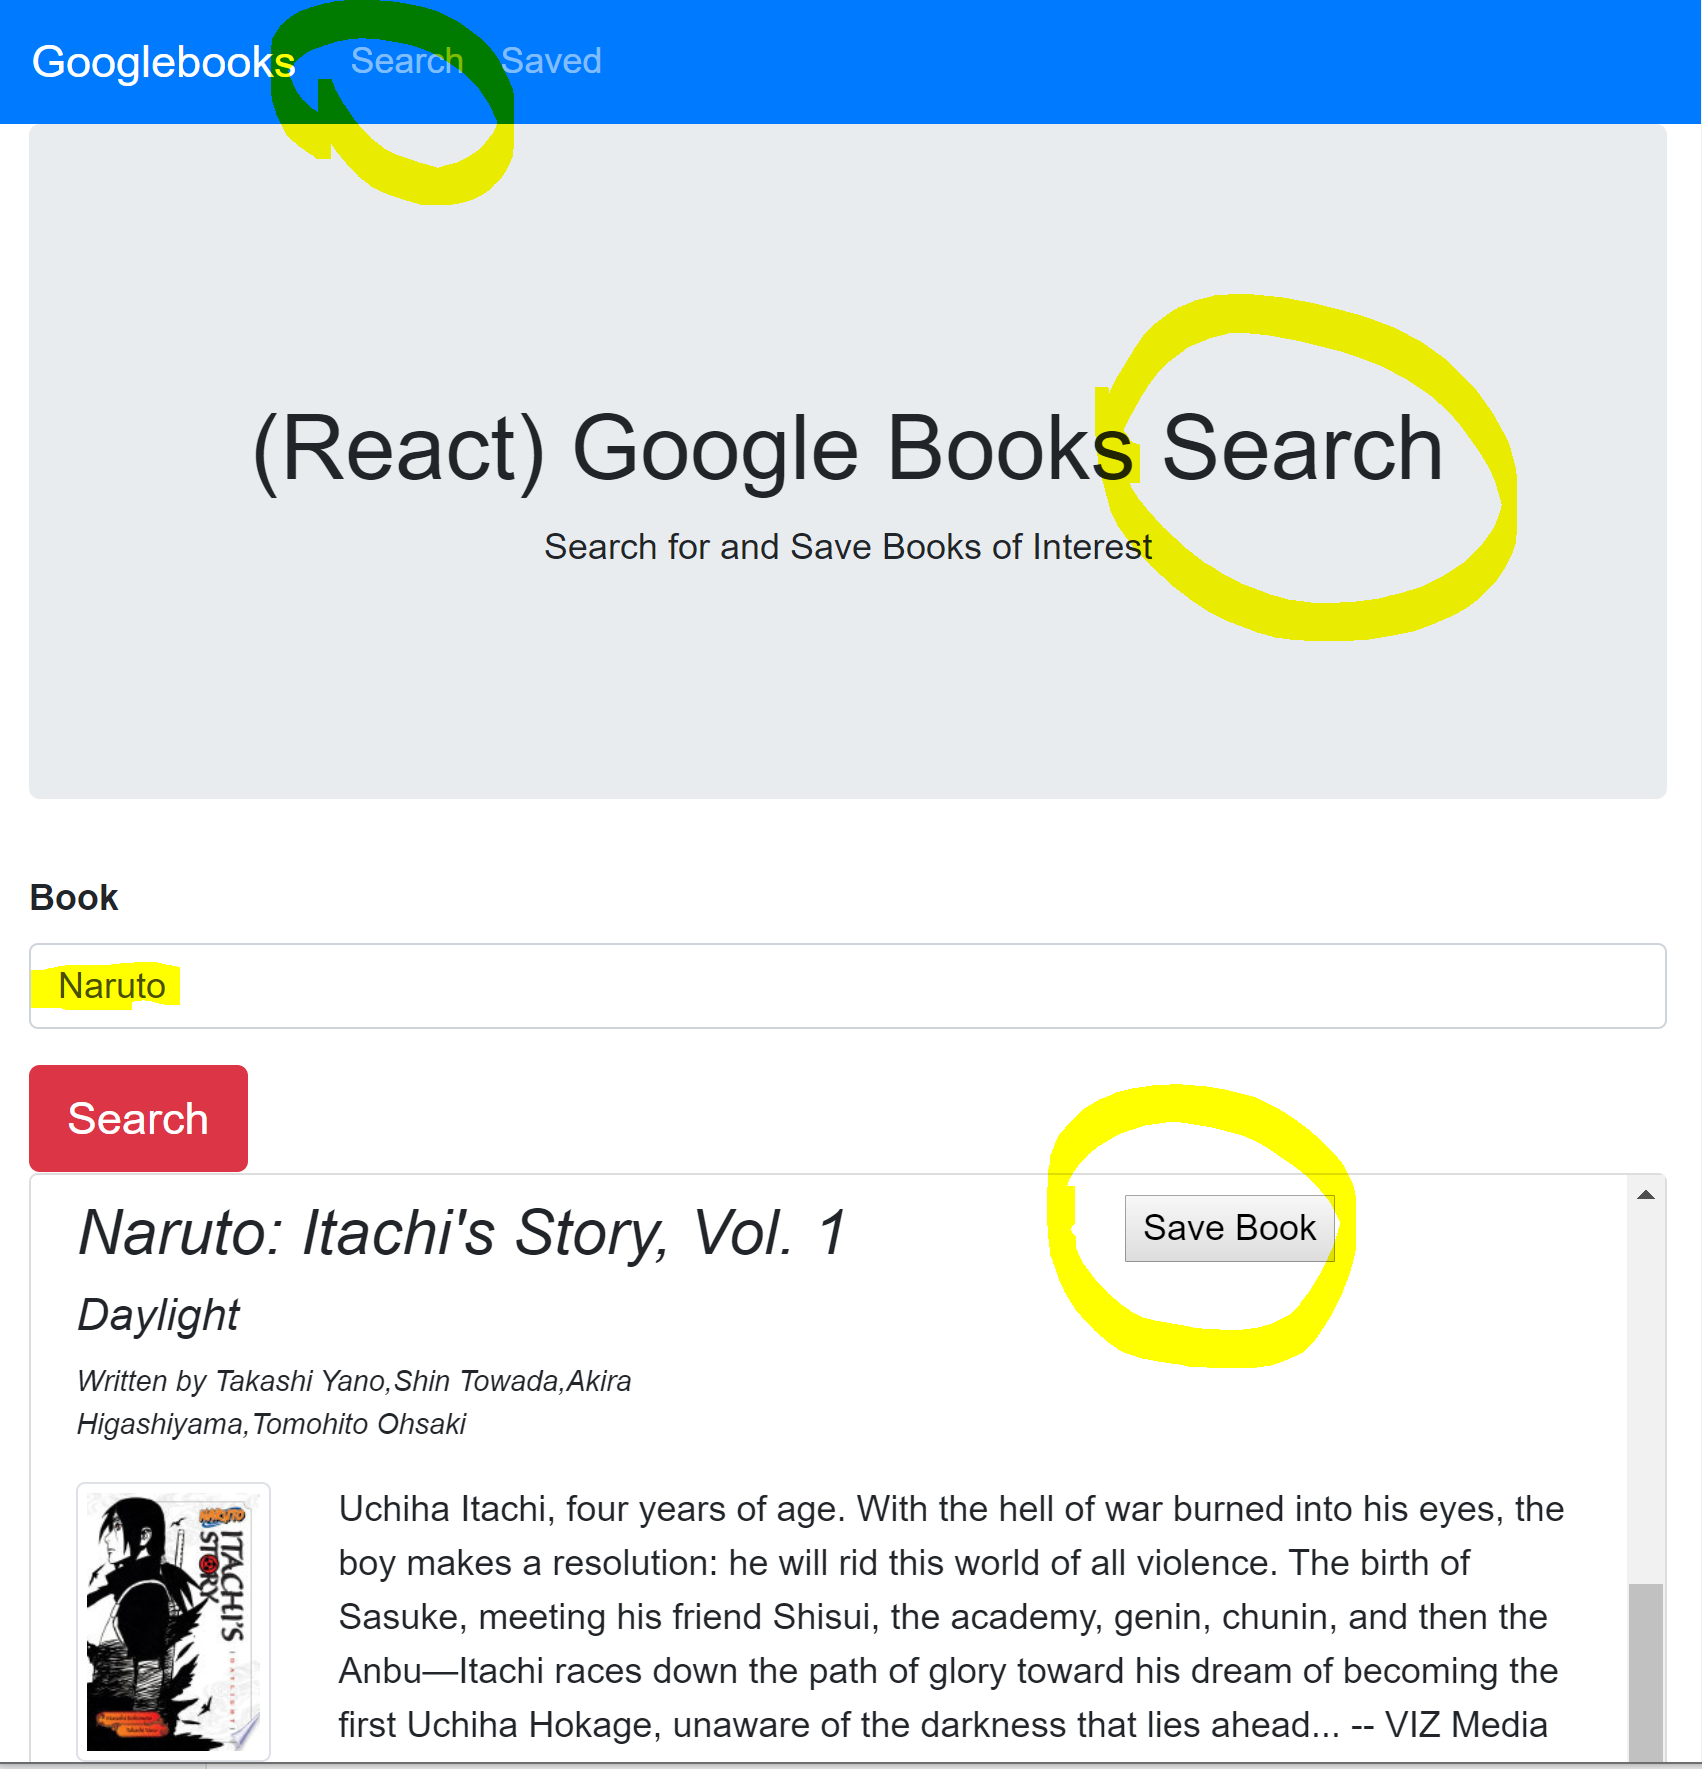 Googlebooks Search Saved
(React) Google Books Search
Search for and Save Books of Interest
Book
Naruto
Search
Naruto: Itachi's Story, Vol. 1
Save Book
Daylight
Written by Takashi Yano,Shin Towada,Akira
Higashiyama,Tomohito Ohsaki
NARUTO
ITACHI'S
STORY
Uchiha Itachi, four years of age. With the hell of war burned into his eyes, the
boy makes a resolution: he will rid this world of all violence. The birth of
Sasuke, meeting his friend Shisui, the academy, genin, chunin, and then the
Anbu—Itachi races down the path of glory toward his dream of becoming the
first Uchiha Hokage, unaware of the darkness that lies ahead... -- VIZ Media